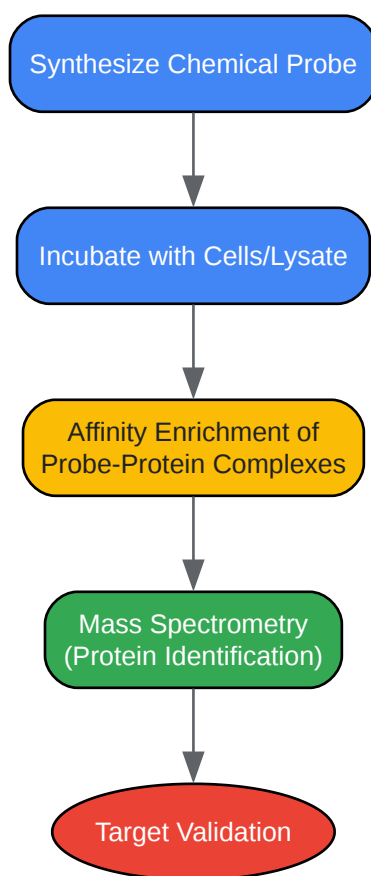 Synthesize Chemical Probe
Incubate with Cells/Lysate
Affinity Enrichment of
Probe-Protein Complexes
Mass Spectrometry
(Protein Identification)
Target Validation